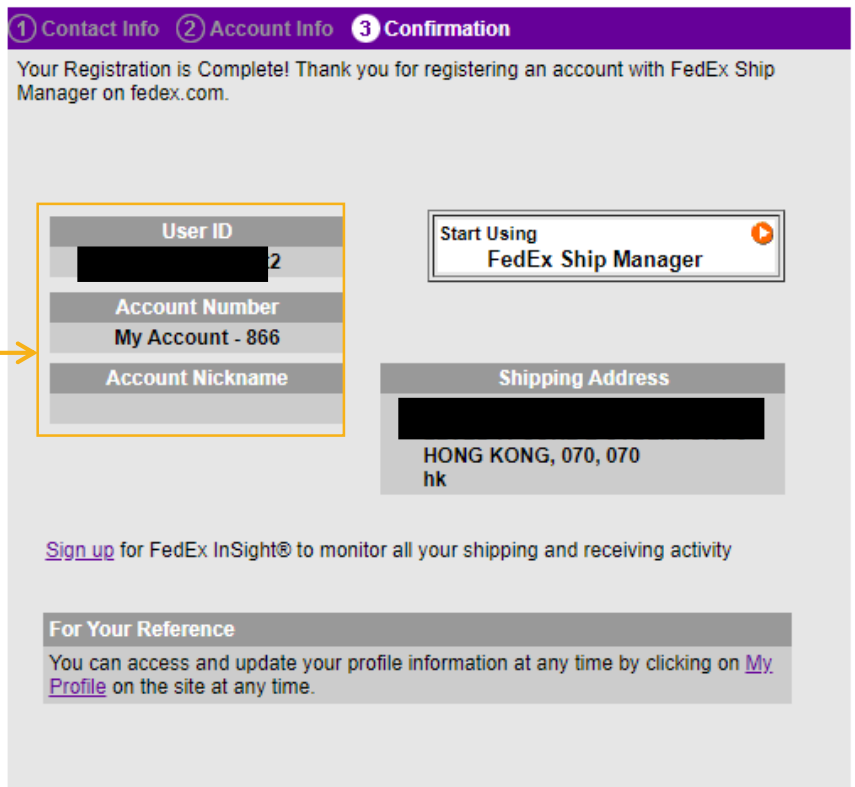 1 Contact Info 2 Account Info 3 Confirmation
Your Registration is Complete! Thank you for registering an account with FedEx Ship
Manager on fedex.com.
User ID
2
Account Number
My Account - 866
Account Nickname
Start Using
FedEx Ship Manager
Shipping Address
HONG KONG, 070, 070
hk
Sign up for FedEx InSight® to monitor all your shipping and receiving activity
For Your Reference
You can access and update your profile information at any time by clicking on My
Profile on the site at any time.